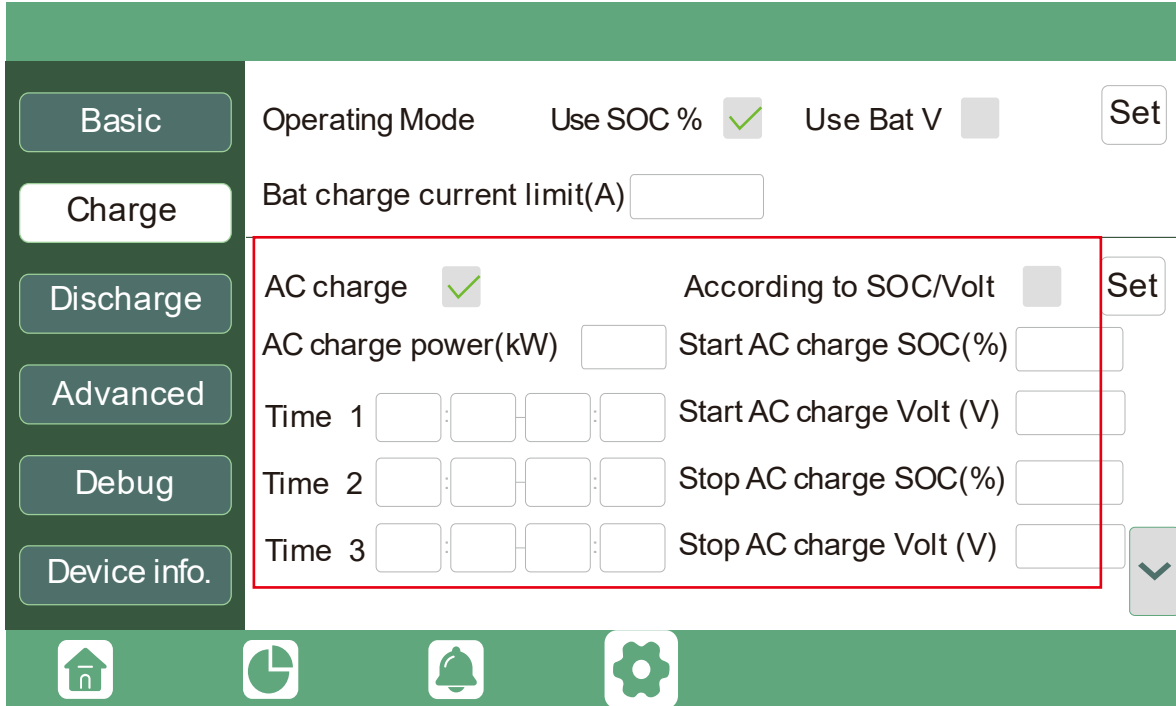 Basic
Charge
Discharge
Advanced
Debug
Device info.
Operating Mode Use SOC % Use Bat V Set
Bat charge current limit(A)
AC charge According to SOC/Volt Set
AC charge power(kW) Start AC charge SOC(%)
Time 1 : – : Start AC charge Volt (V)
Time 2 : – : Stop AC charge SOC(%)
Time 3 : – : Stop AC charge Volt (V)